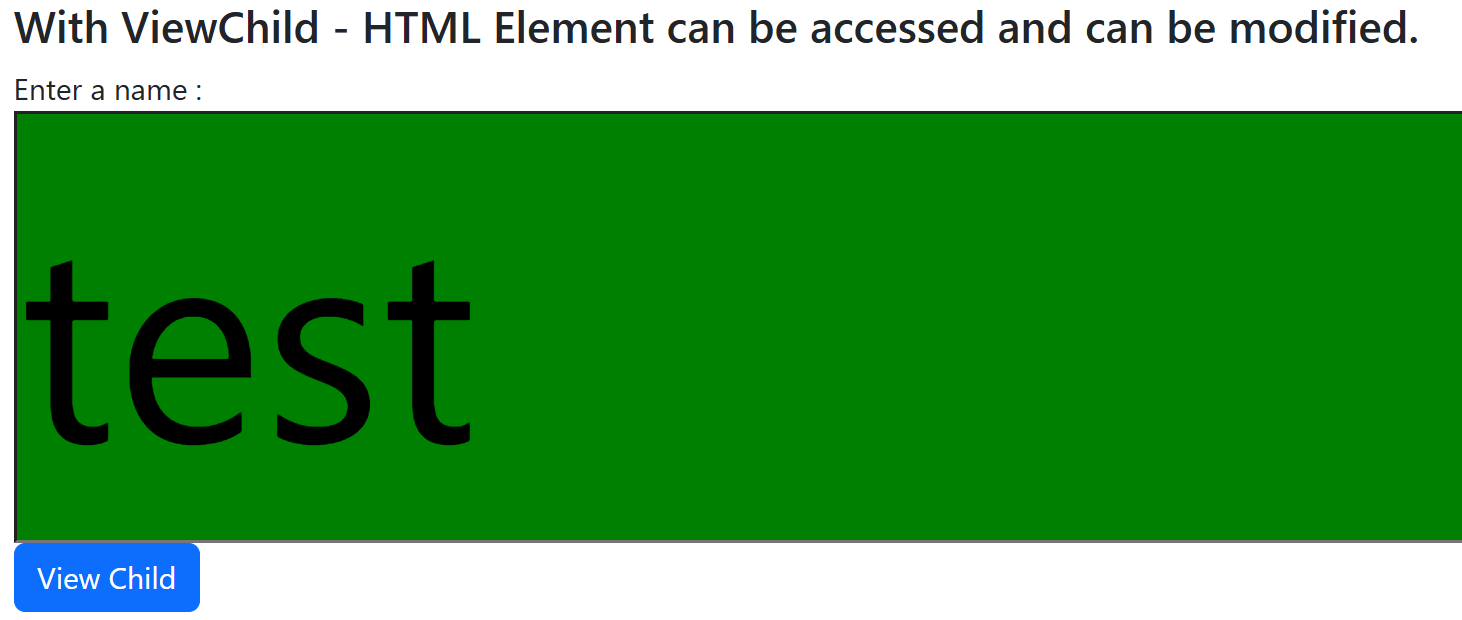 With ViewChild - HTML Element can be accessed and can be modified.
Enter a name :
test
View Child